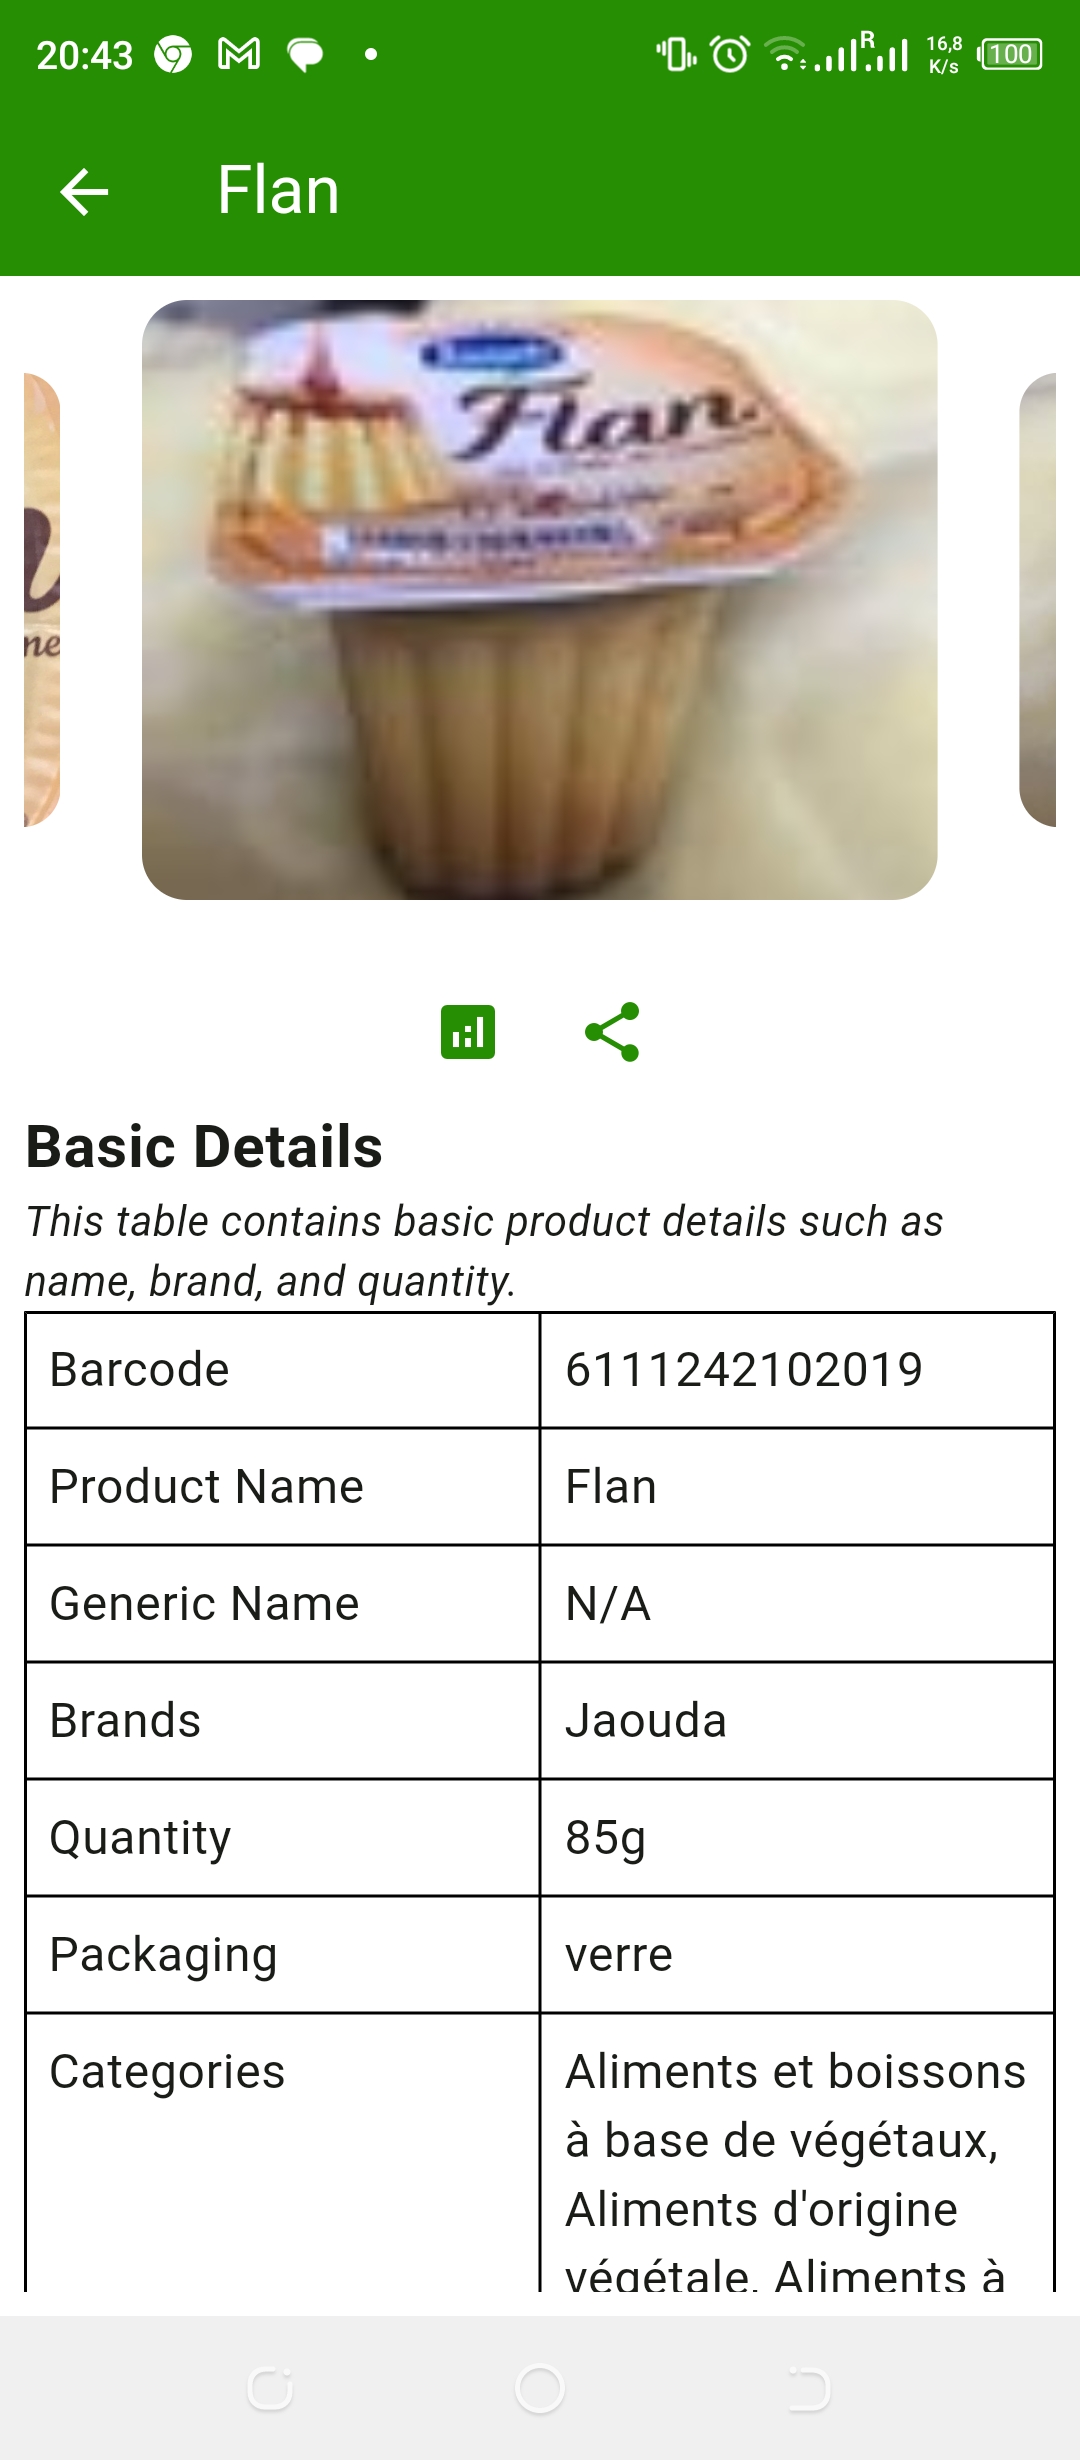 20:43
R
16,8
K/s
100
Flan
Flan
ne
Basic Details
This table contains basic product details such as
name, brand, and quantity.
Barcode 6111242102019
Product Name Flan
Generic Name N/A
Brands Jaouda
Quantity 85g
Packaging verre
Categories Aliments et boissons
à base de végétaux,
Aliments d'origine
végétale, Aliments à